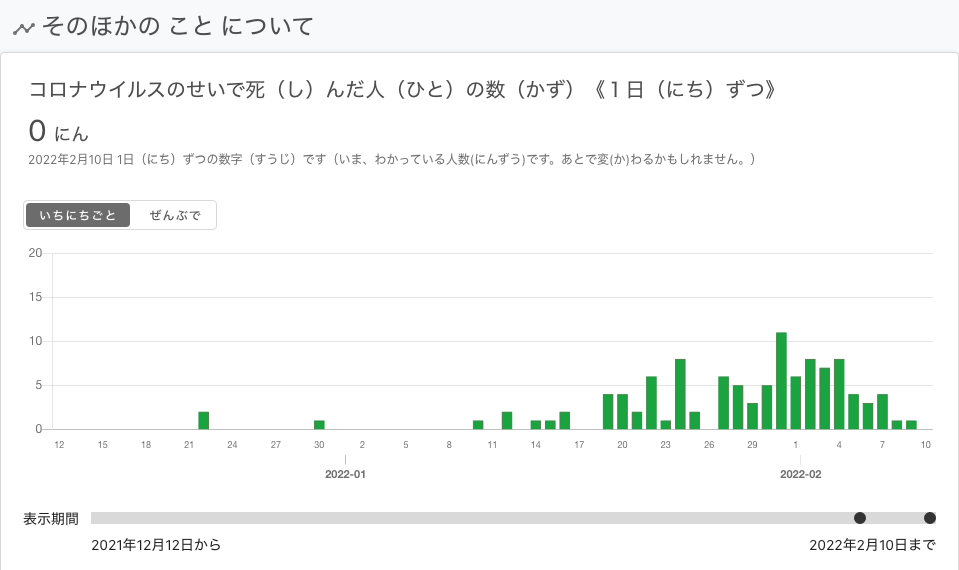 そのほかの こと について
コロナウイルスのせいで死（し）んだ人（ひと）の数（かず）《１日（にち）ずつ》
0 にん
2022年2月10日 1日（にち）ずつの数字（すうじ）です（いま、わかっている人数(にんずう)です。あとで変(か)わるかもしれません。）
いちにちごと ぜんぶで
20
15
10
5
0
12 15 18 21 24 27 30 2 5 8 11 14 17 20 23 26 29 1 4 7 10
2022-01 2022-02
表示期間
2021年12月12日から 2022年2月10日まで